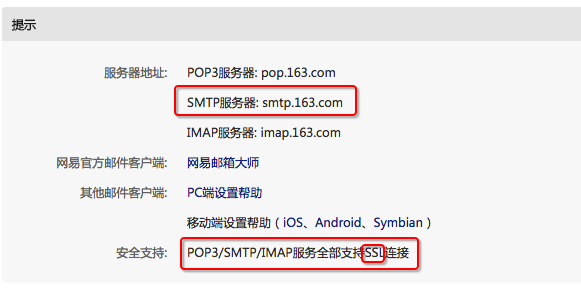 提示
服务器地址: POP3服务器: pop.163.com
SMTP服务器: smtp.163.com
IMAP服务器: imap.163.com
网易官方邮件客户端: 网易邮箱大师
其他邮件客户端: PC端设置帮助
移动端设置帮助（iOS、Android、Symbian）
安全支持: POP3/SMTP/IMAP服务全部支持SSL连接